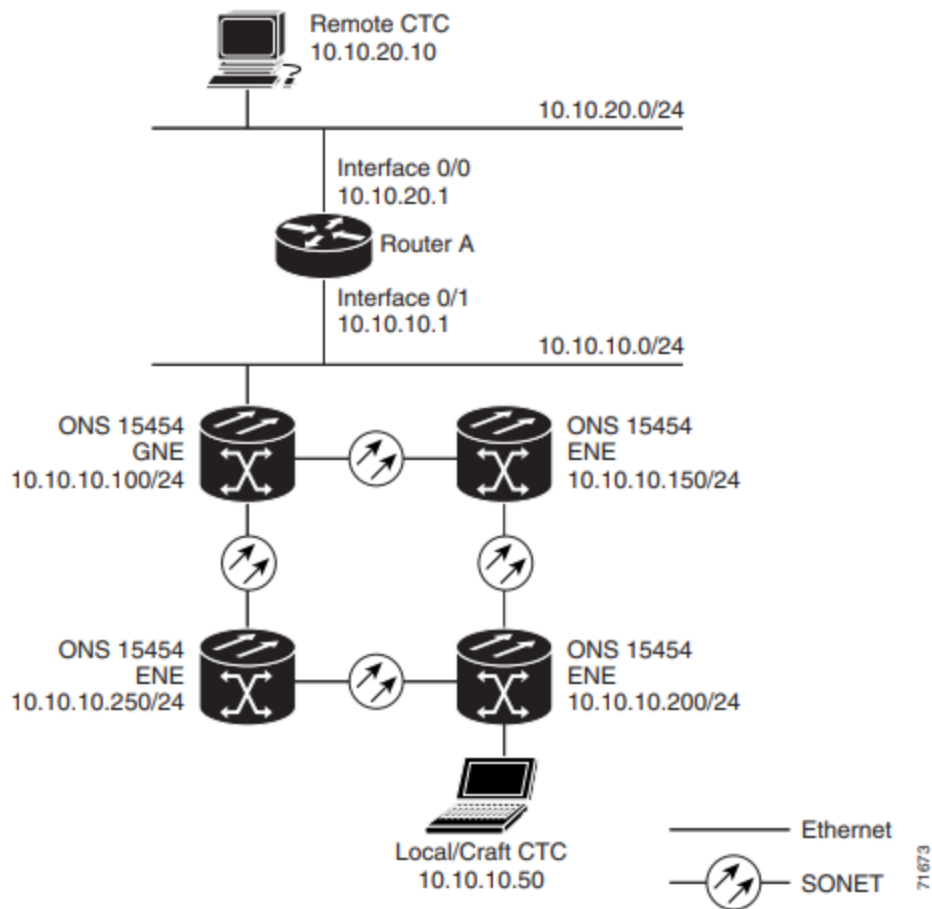 Remote CTC
10.10.20.10
10.10.20.0/24
Interface 0/0
10.10.20.1
Router A
Interface 0/1
10.10.10.1
10.10.10.0/24
ONS 15454
GNE
10.10.10.100/24
ONS 15454
ENE
10.10.10.150/24
ONS 15454
ENE
10.10.10.250/24
ONS 15454
ENE
10.10.10.200/24
Local/Craft CTC
10.10.10.50
Ethernet
SONET
71673